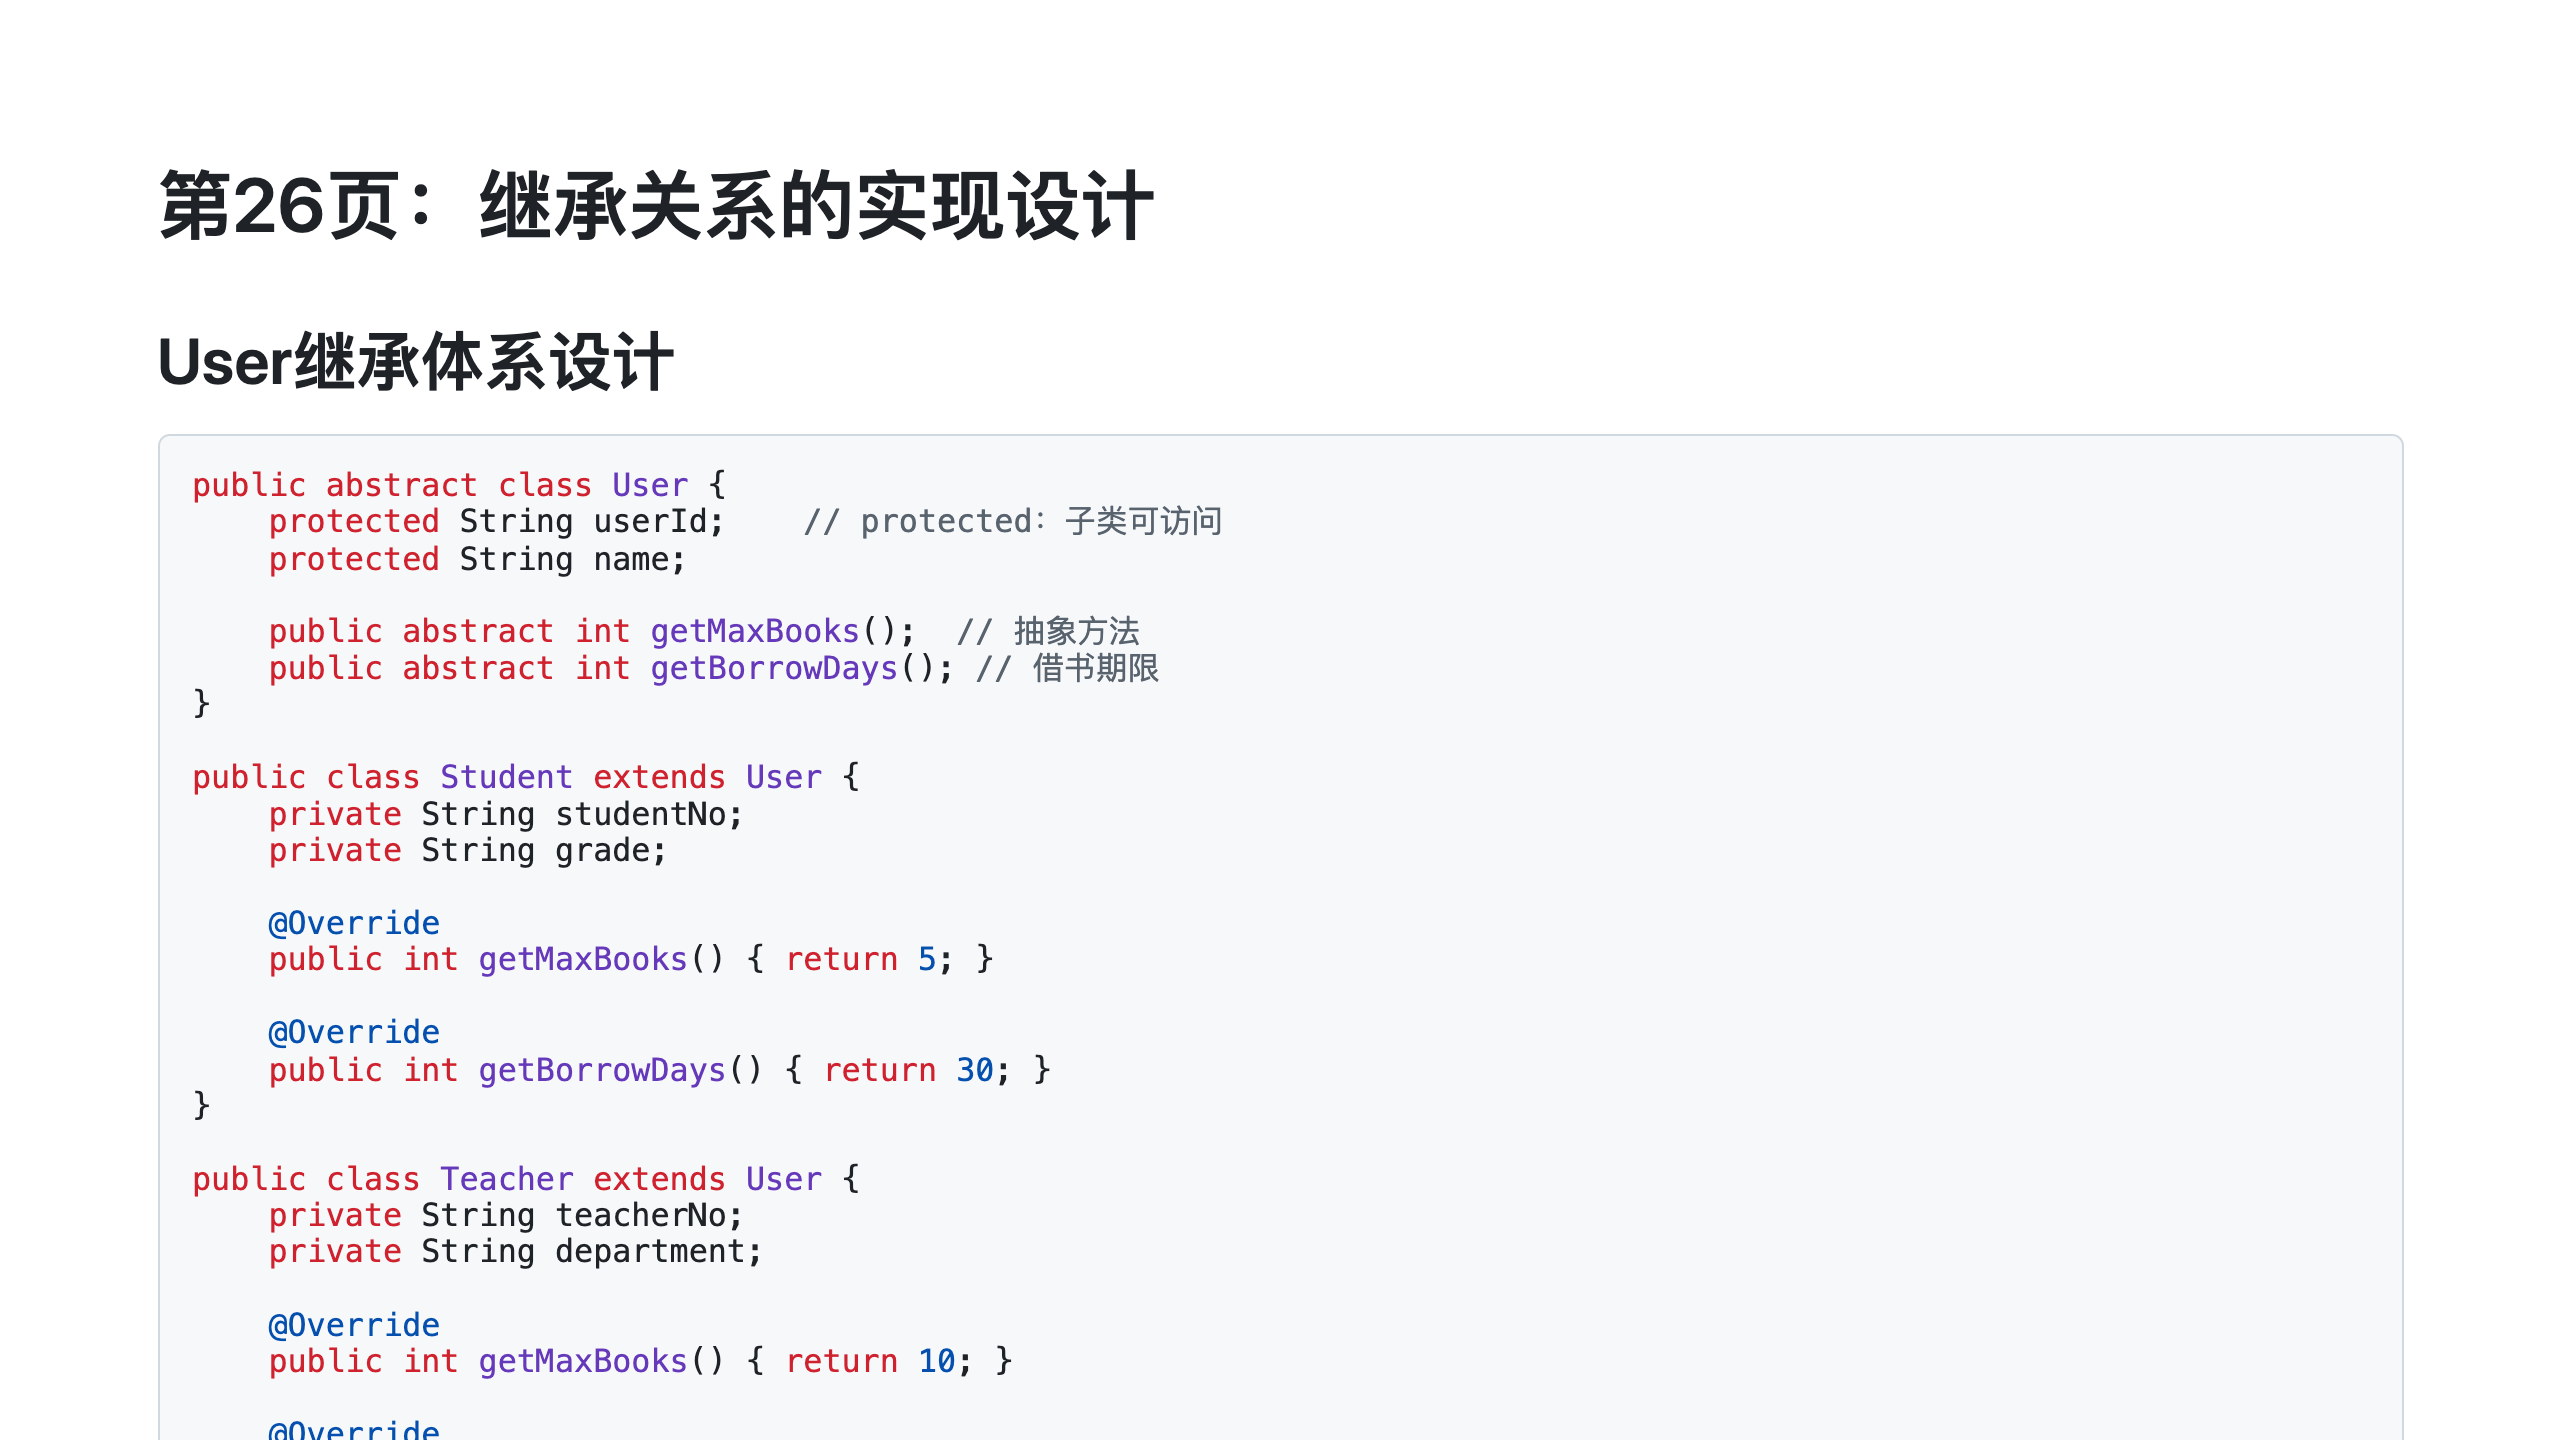 第26页：继承关系的实现设计
User继承体系设计
public abstract class User {
    protected String userId;    // protected：子类可访问
    protected String name;

    public abstract int getMaxBooks();  // 抽象方法
    public abstract int getBorrowDays(); // 借书期限
}

public class Student extends User {
    private String studentNo;
    private String grade;

    @Override
    public int getMaxBooks() { return 5; }

    @Override
    public int getBorrowDays() { return 30; }
}

public class Teacher extends User {
    private String teacherNo;
    private String department;

    @Override
    public int getMaxBooks() { return 10; }

    @Override